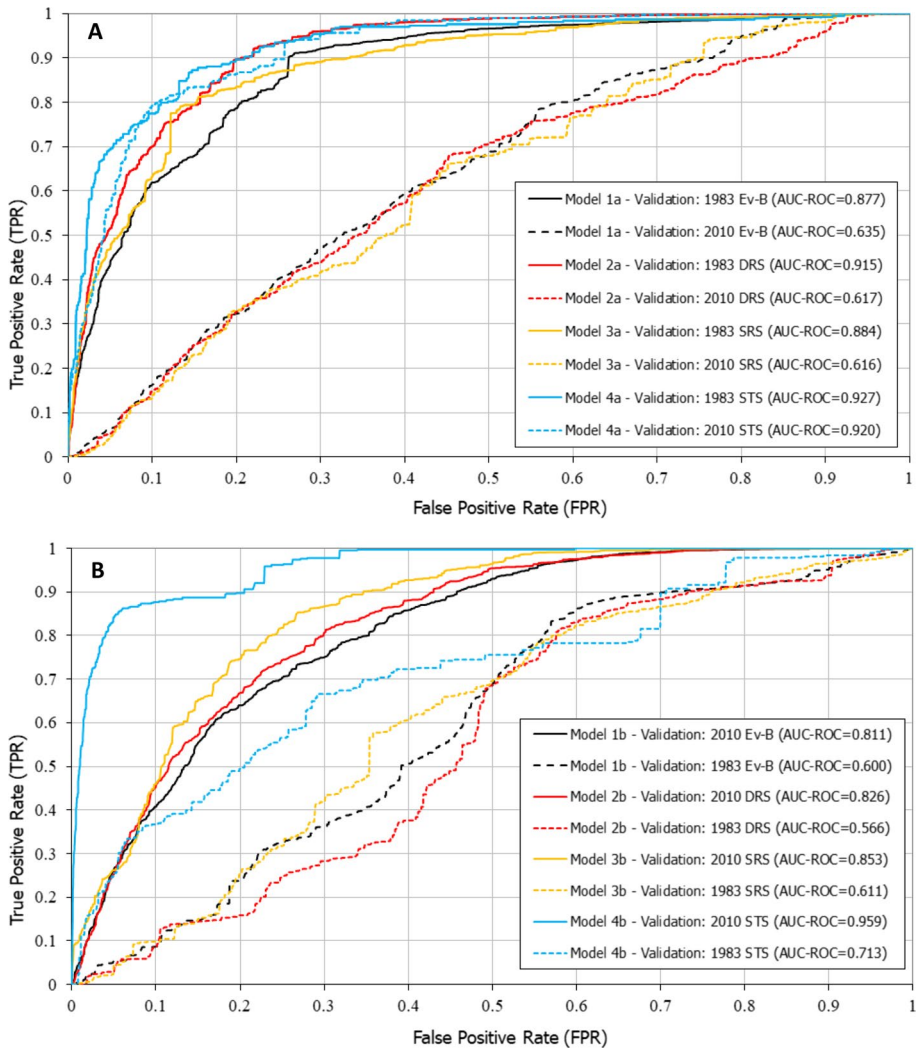 A
1
0.9
0.8
0.7
0.6
0.5
0.4
0.3
0.2
0.1
0
True Positive Rate (TPR)
Model 1a - Validation: 1983 Ev-B (AUC-ROC=0.877)
Model 1a - Validation: 2010 Ev-B (AUC-ROC=0.635)
Model 2a - Validation: 1983 DRS (AUC-ROC=0.915)
Model 2a - Validation: 2010 DRS (AUC-ROC=0.617)
Model 3a - Validation: 1983 SRS (AUC-ROC=0.884)
Model 3a - Validation: 2010 SRS (AUC-ROC=0.616)
Model 4a - Validation: 1983 STS (AUC-ROC=0.927)
Model 4a - Validation: 2010 STS (AUC-ROC=0.920)
0 0.1 0.2 0.3 0.4 0.5 0.6 0.7 0.8 0.9 1
False Positive Rate (FPR)
B
1
0.9
0.8
0.7
0.6
0.5
0.4
0.3
0.2
0.1
0
True Positive Rate (TPR)
Model 1b - Validation: 2010 Ev-B (AUC-ROC=0.811)
Model 1b - Validation: 1983 Ev-B (AUC-ROC=0.600)
Model 2b - Validation: 2010 DRS (AUC-ROC=0.826)
Model 2b - Validation: 1983 DRS (AUC-ROC=0.566)
Model 3b - Validation: 2010 SRS (AUC-ROC=0.853)
Model 3b - Validation: 1983 SRS (AUC-ROC=0.611)
Model 4b - Validation: 2010 STS (AUC-ROC=0.959)
Model 4b - Validation: 1983 STS (AUC-ROC=0.713)
0 0.1 0.2 0.3 0.4 0.5 0.6 0.7 0.8 0.9 1
False Positive Rate (FPR)